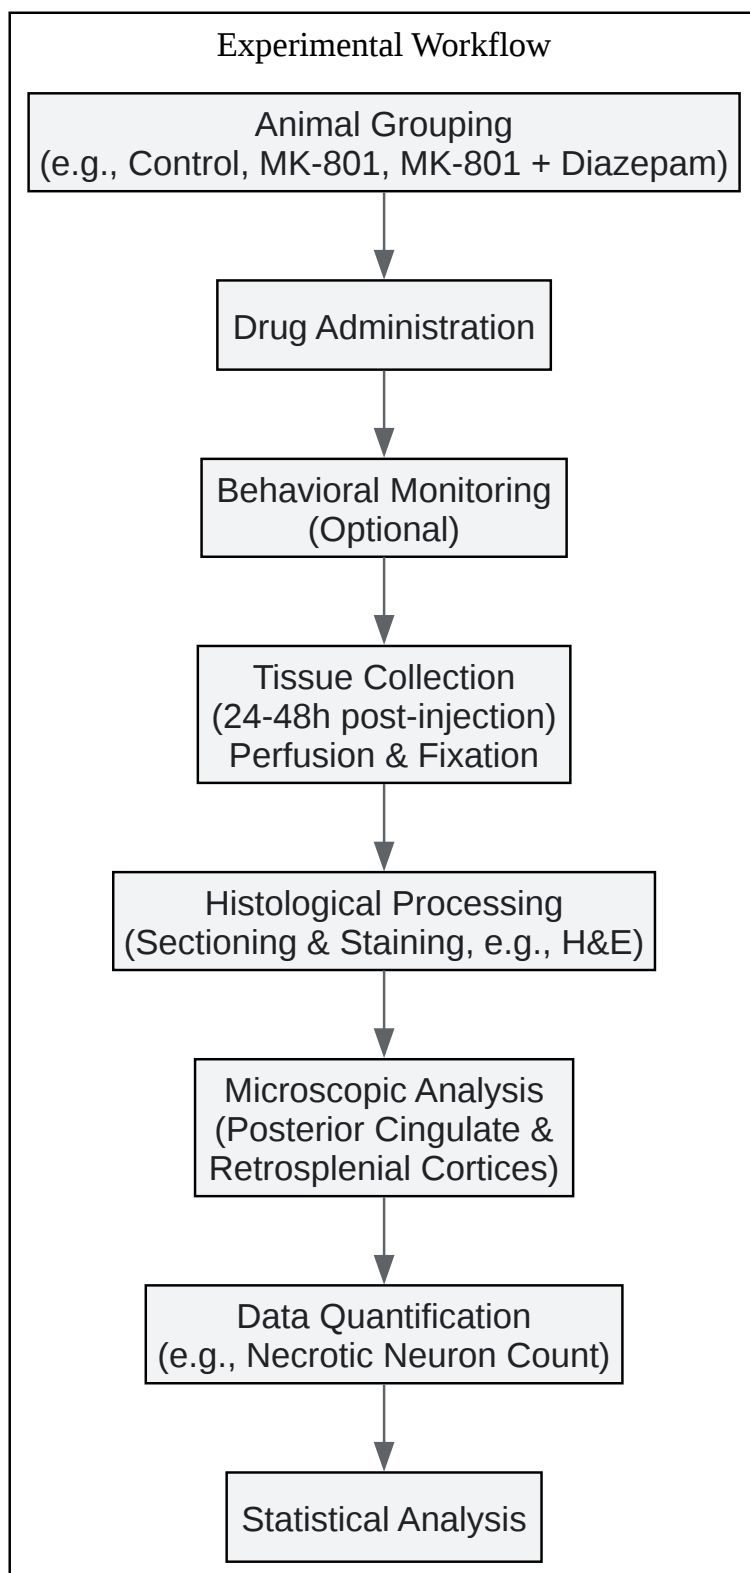 Experimental Workflow
Animal Grouping
(e.g., Control, MK-801, MK-801 + Diazepam)
Drug Administration
Behavioral Monitoring
(Optional)
Tissue Collection
(24-48h post-injection)
Perfusion & Fixation
Histological Processing
(Sectioning & Staining, e.g., H&E)
Microscopic Analysis
(Posterior Cingulate &
Retrosplenial Cortices)
Data Quantification
(e.g., Necrotic Neuron Count)
Statistical Analysis